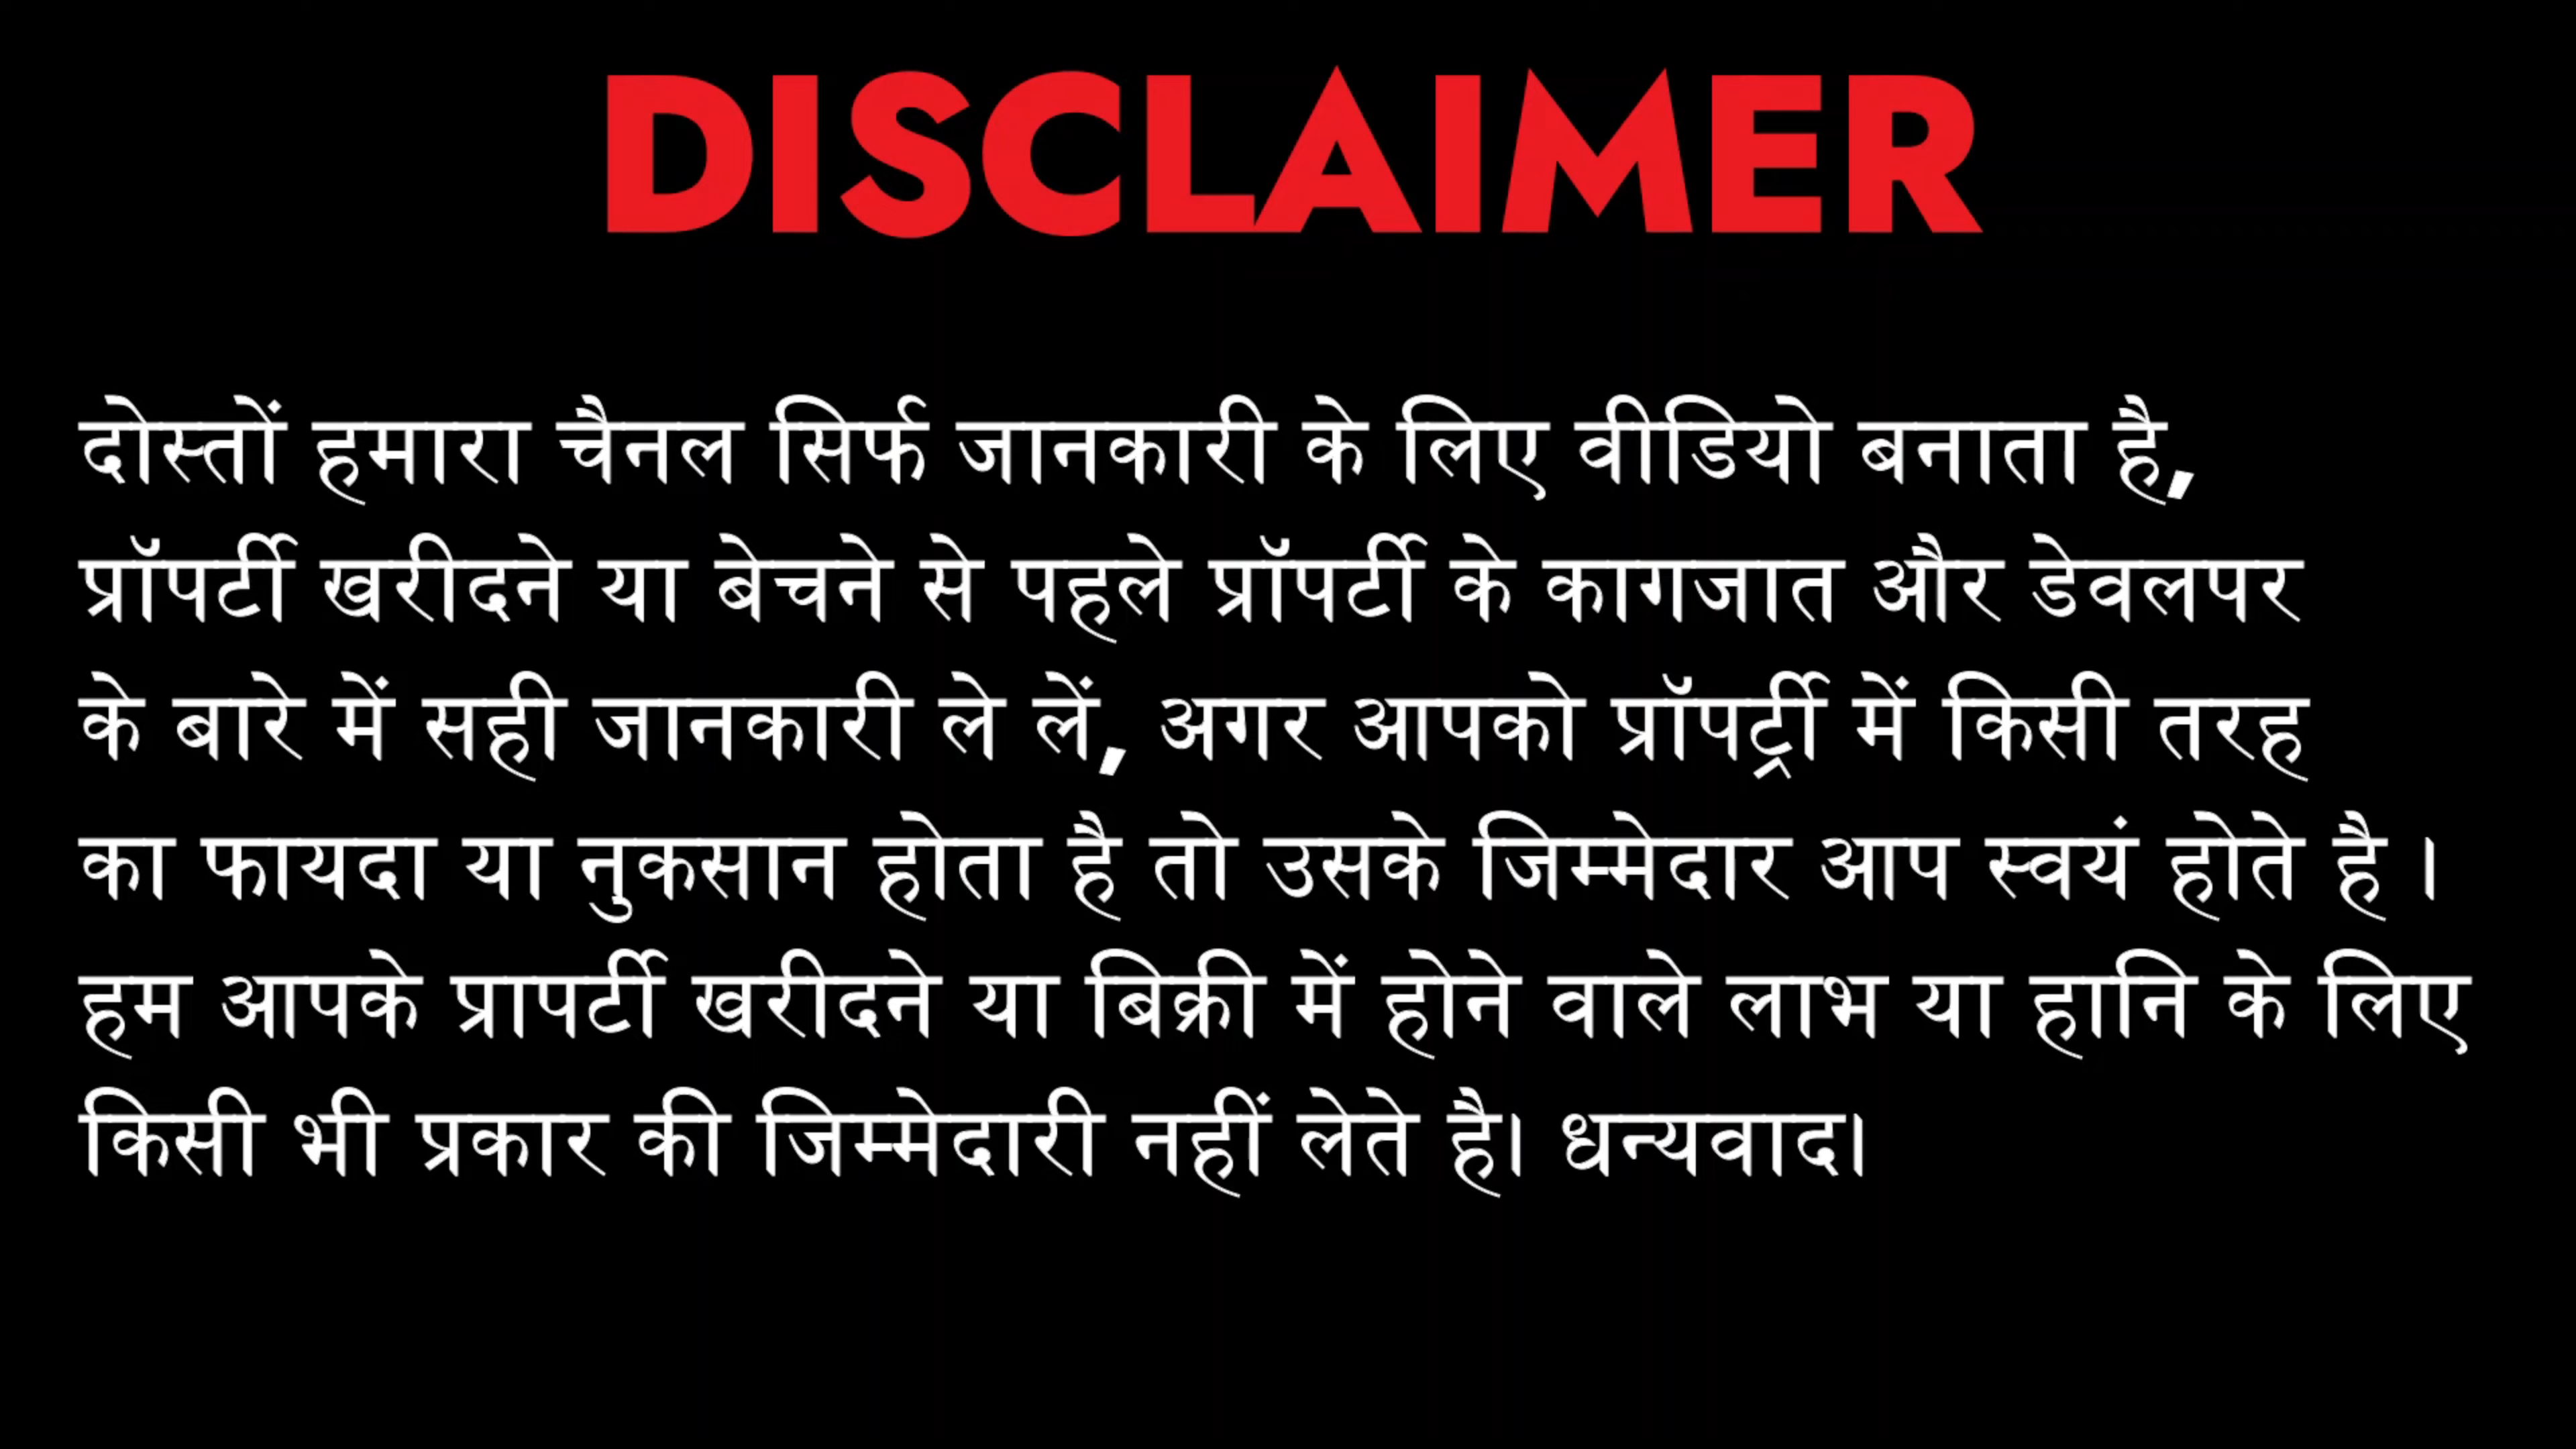 DISCLAIMER
दोस्तों हमारा चैनल सिर्फ जानकारी के लिए वीडियो बनाता है,
प्रॉपर्टी खरीदने या बेचने से पहले प्रॉपर्टी के कागजात और डेवलपर
के बारे में सही जानकारी ले लें, अगर आपको प्रॉपर्ट्री में किसी तरह
का फायदा या नुकसान होता है तो उसके जिम्मेदार आप स्वयं होते है ।
हम आपके प्रापर्टी खरीदने या बिक्री में होने वाले लाभ या हानि के लिए
किसी भी प्रकार की जिम्मेदारी नहीं लेते है। धन्यवाद।